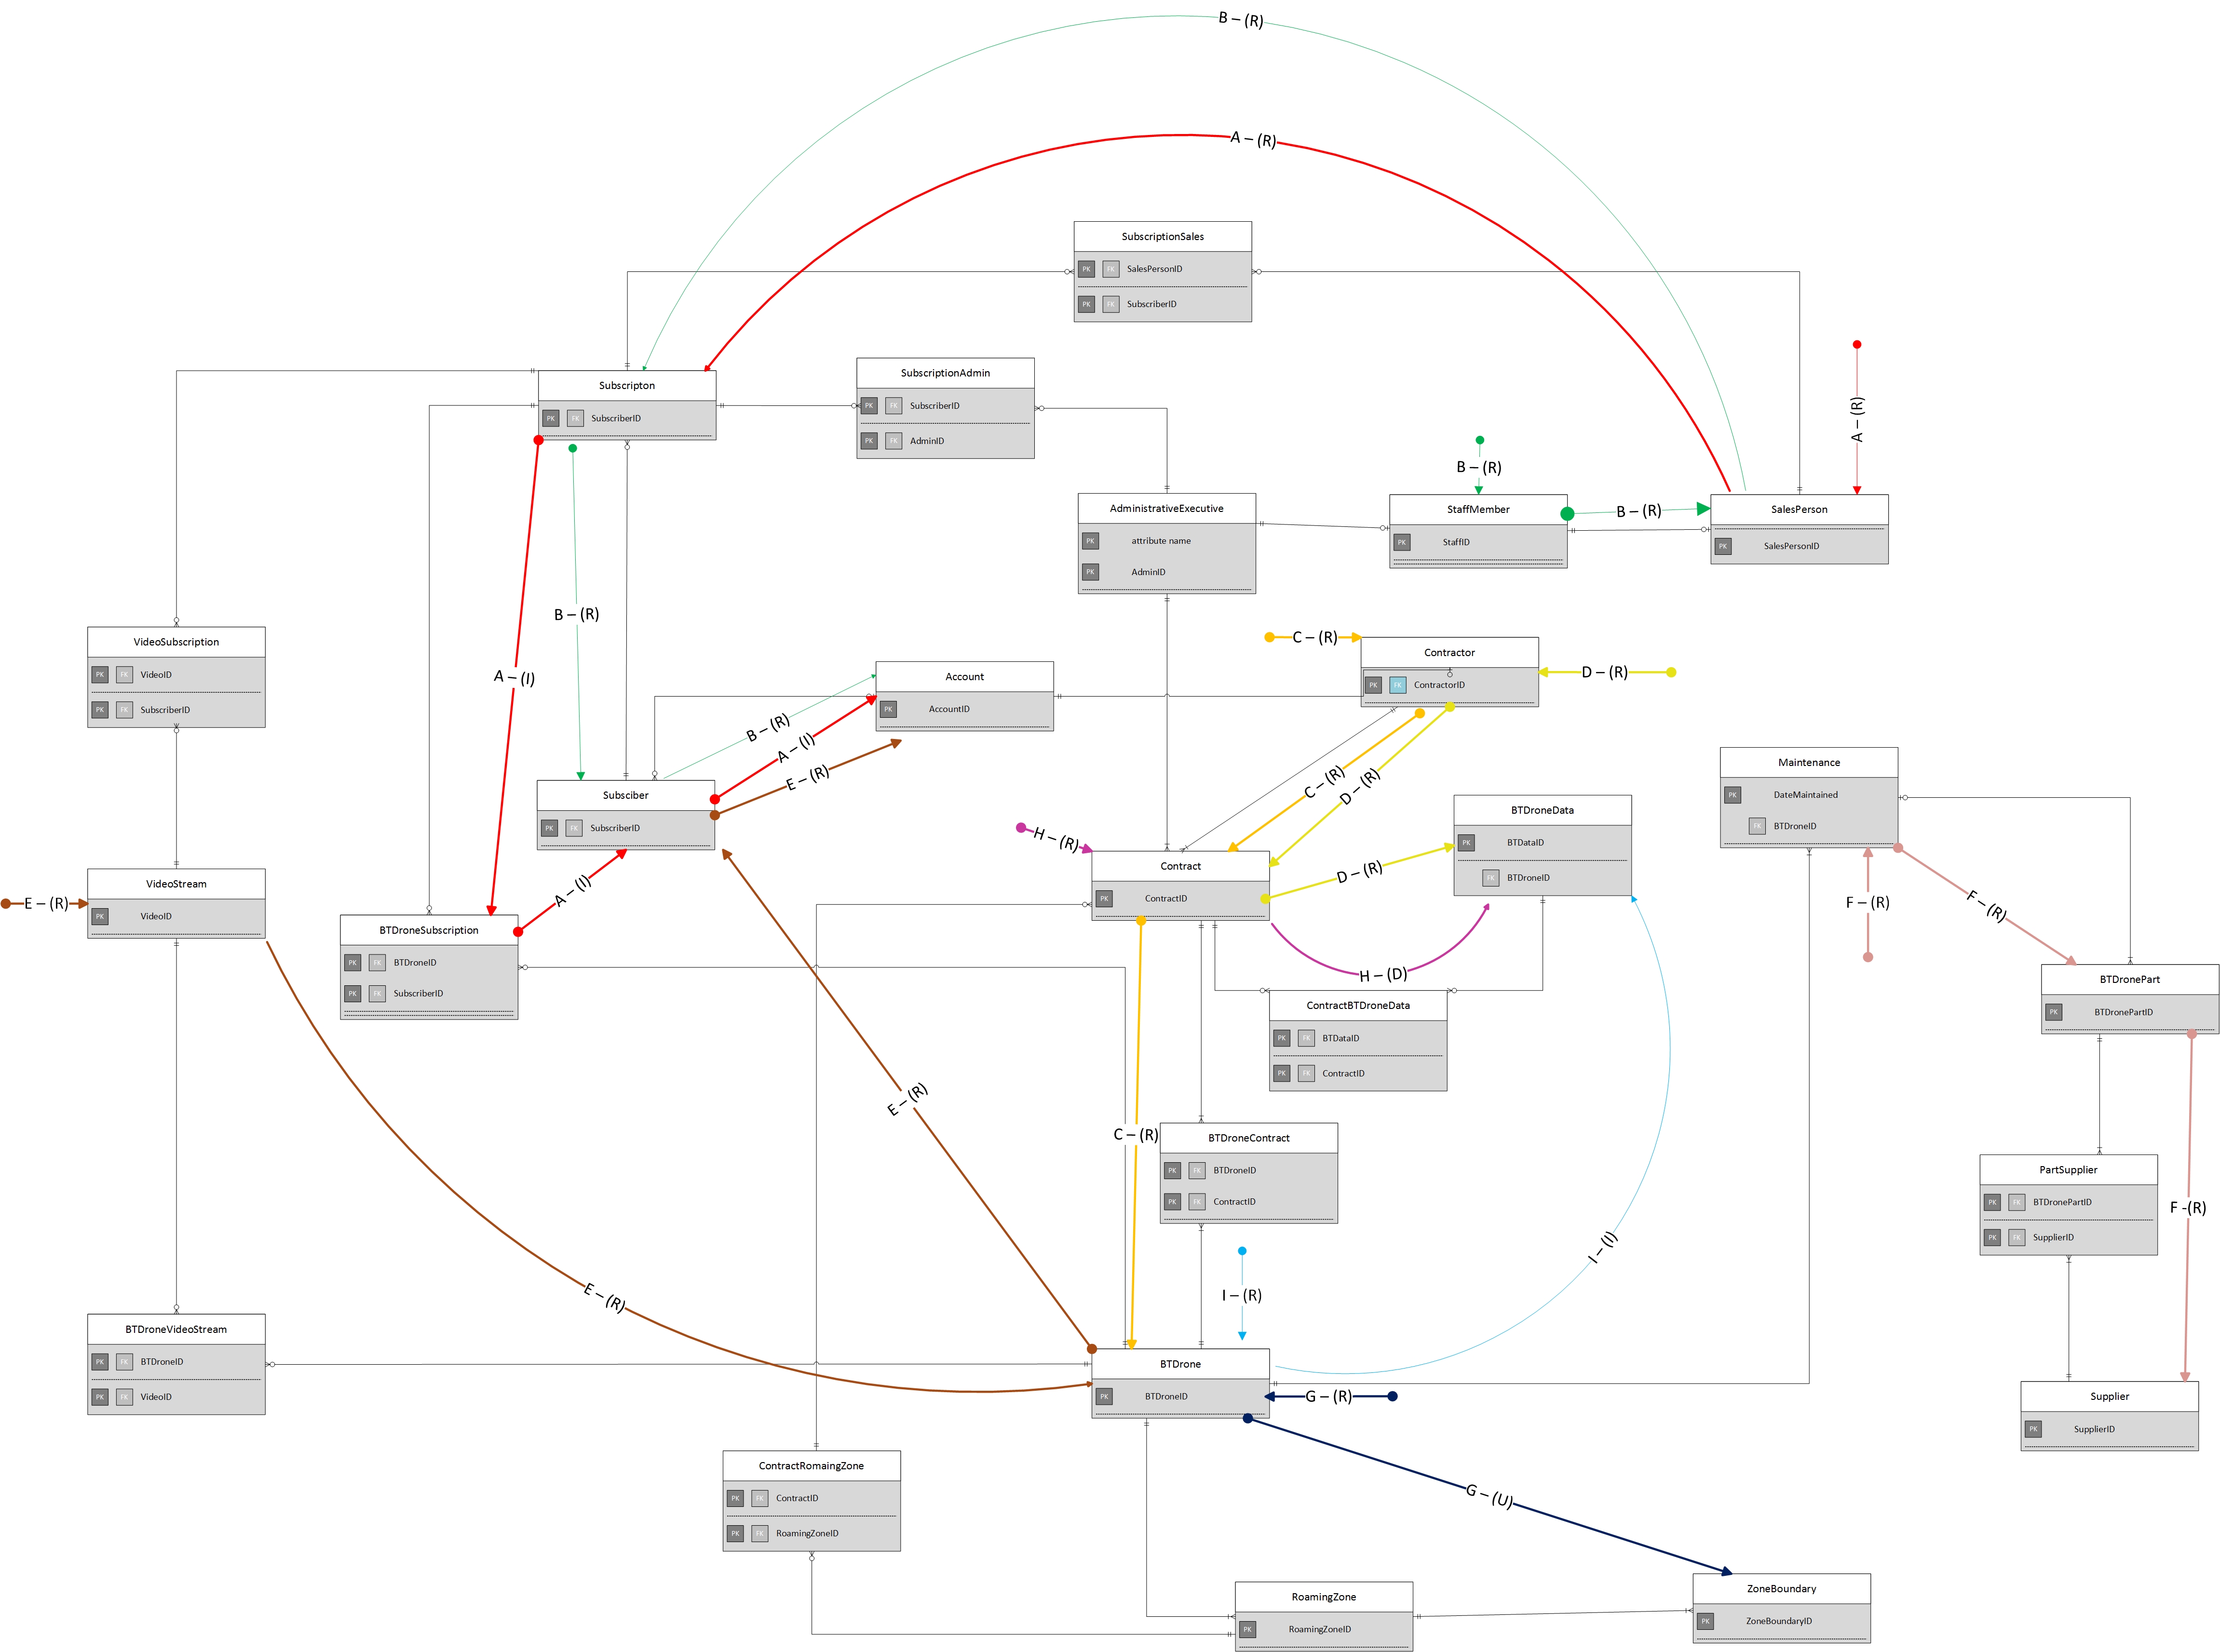 B – (R)
A – (R)
SubscriptionSales
PK FK SalesPersonID
PK FK SubscriberID
Subscripton
PK FK SubscriberID
SubscriptionAdmin
PK FK SubscriberID
PK FK AdminID
A – (R)
B – (R)
AdministrativeExecutive
PK attribute name
PK AdminID
StaffMember
PK StaffID
B – (R)
SalesPerson
PK SalesPersonID
B – (R)
A – (I)
VideoSubscription
PK FK VideoID
PK FK SubscriberID
C – (R)
Contractor
PK FK ContractorID
D – (R)
Account
PK AccountID
B – (R)
A – (I)
E – (R)
C – (R)
D – (R)
Subsciber
PK FK SubscriberID
Maintenance
PK DateMaintained
FK BTDroneID
BTDroneData
PK BTDataID
FK BTDroneID
H – (R)
Contract
PK ContractID
D – (R)
VideoStream
PK VideoID
E – (R)
A – (I)
F – (R)
F – (R)
BTDroneSubscription
PK FK BTDroneID
PK FK SubscriberID
H – (D)
BTDronePart
PK BTDronePartID
ContractBTDroneData
PK FK BTDataID
PK FK ContractID
E – (R)
C – (R)
BTDroneContract
PK FK BTDroneID
PK FK ContractID
PartSupplier
PK FK BTDronePartID
PK FK SupplierID
F -(R)
I – (I)
I – (R)
E – (R)
BTDroneVideoStream
PK FK BTDroneID
PK FK VideoID
BTDrone
PK BTDroneID
G – (R)
Supplier
PK SupplierID
ContractRomaingZone
PK FK ContractID
PK FK RoamingZoneID
G – (U)
RoamingZone
PK RoamingZoneID
ZoneBoundary
PK ZoneBoundaryID